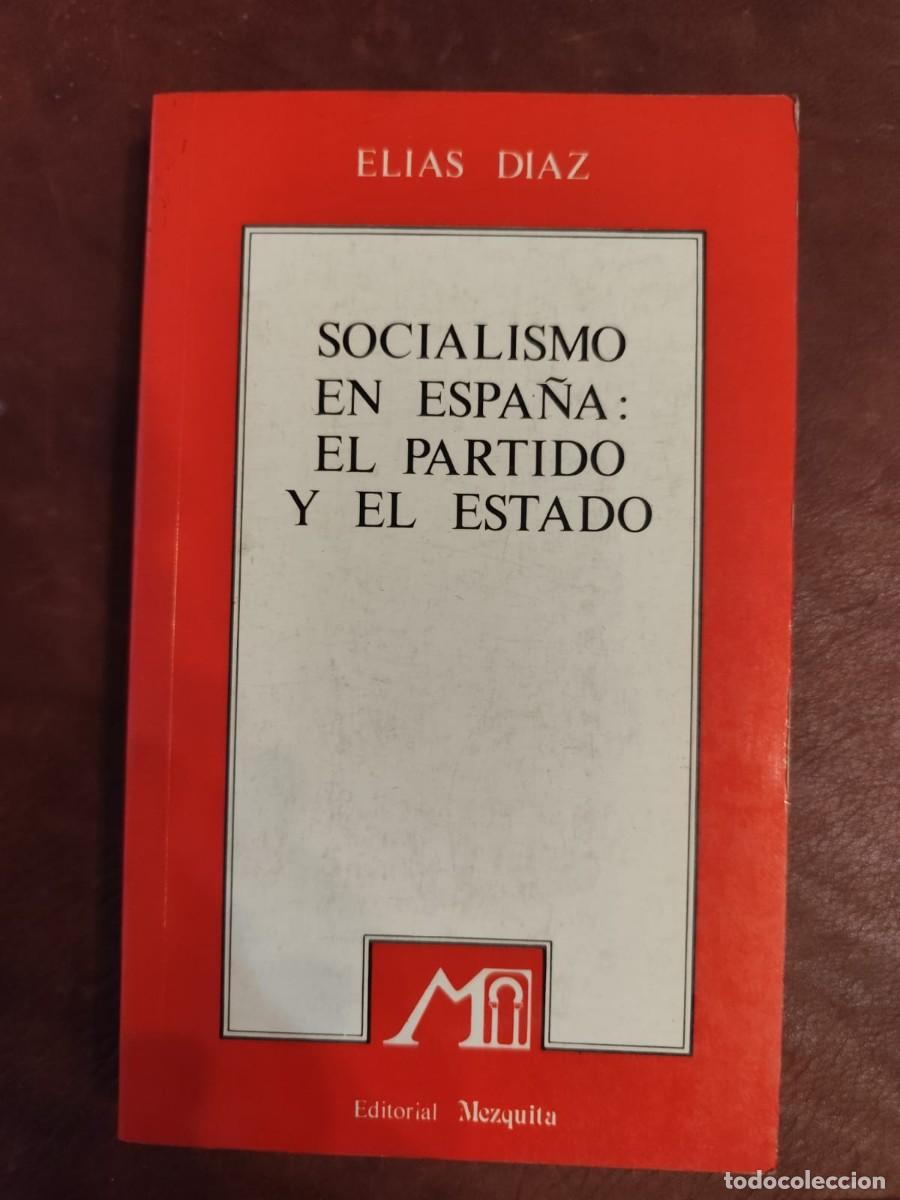 ELIAS DIAZ
SOCIALISMO
EN ESPAÑA:
EL PARTIDO
Y EL ESTADO
M
Editorial Mezquita
todocoleccion